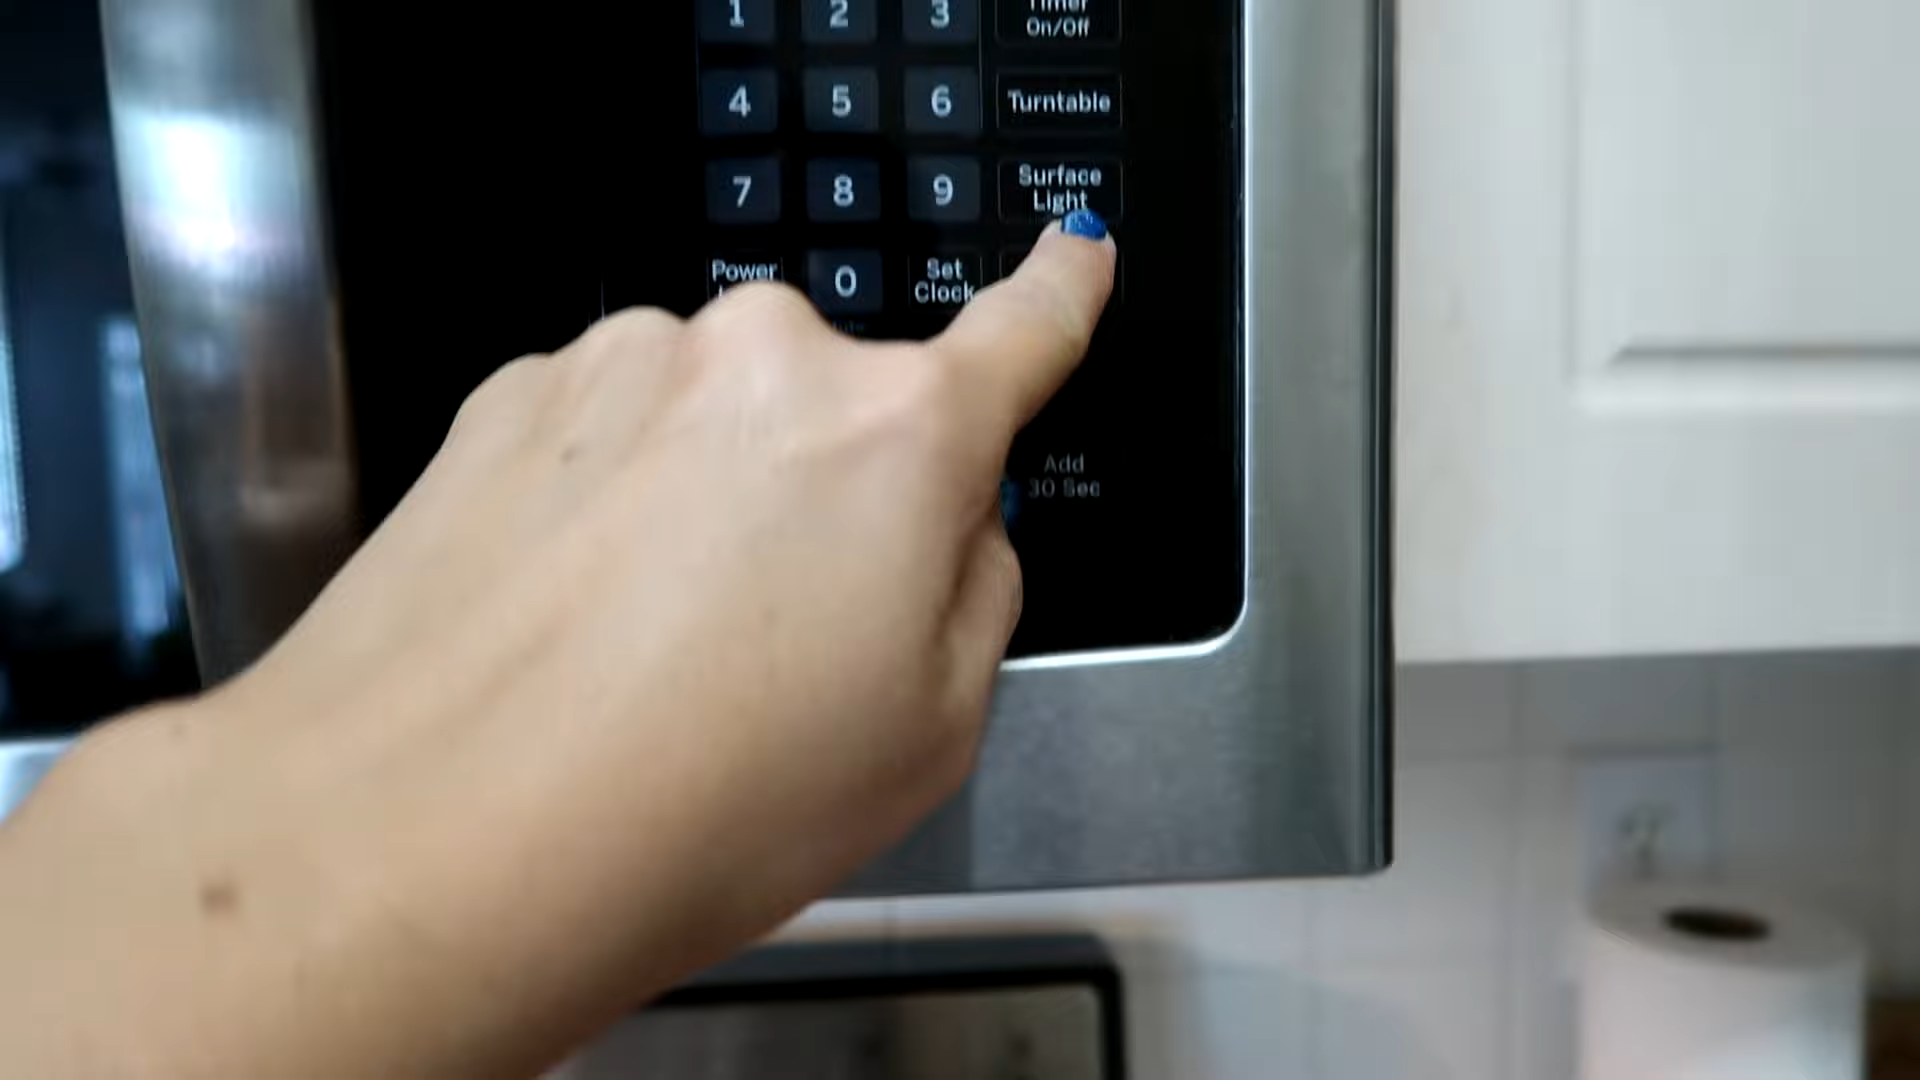 1 2 3 Timer
On/Off
4 5 6 Turntable
7 8 9 Surface
Light
Power 0 Set
Clock
Add
30 Sec